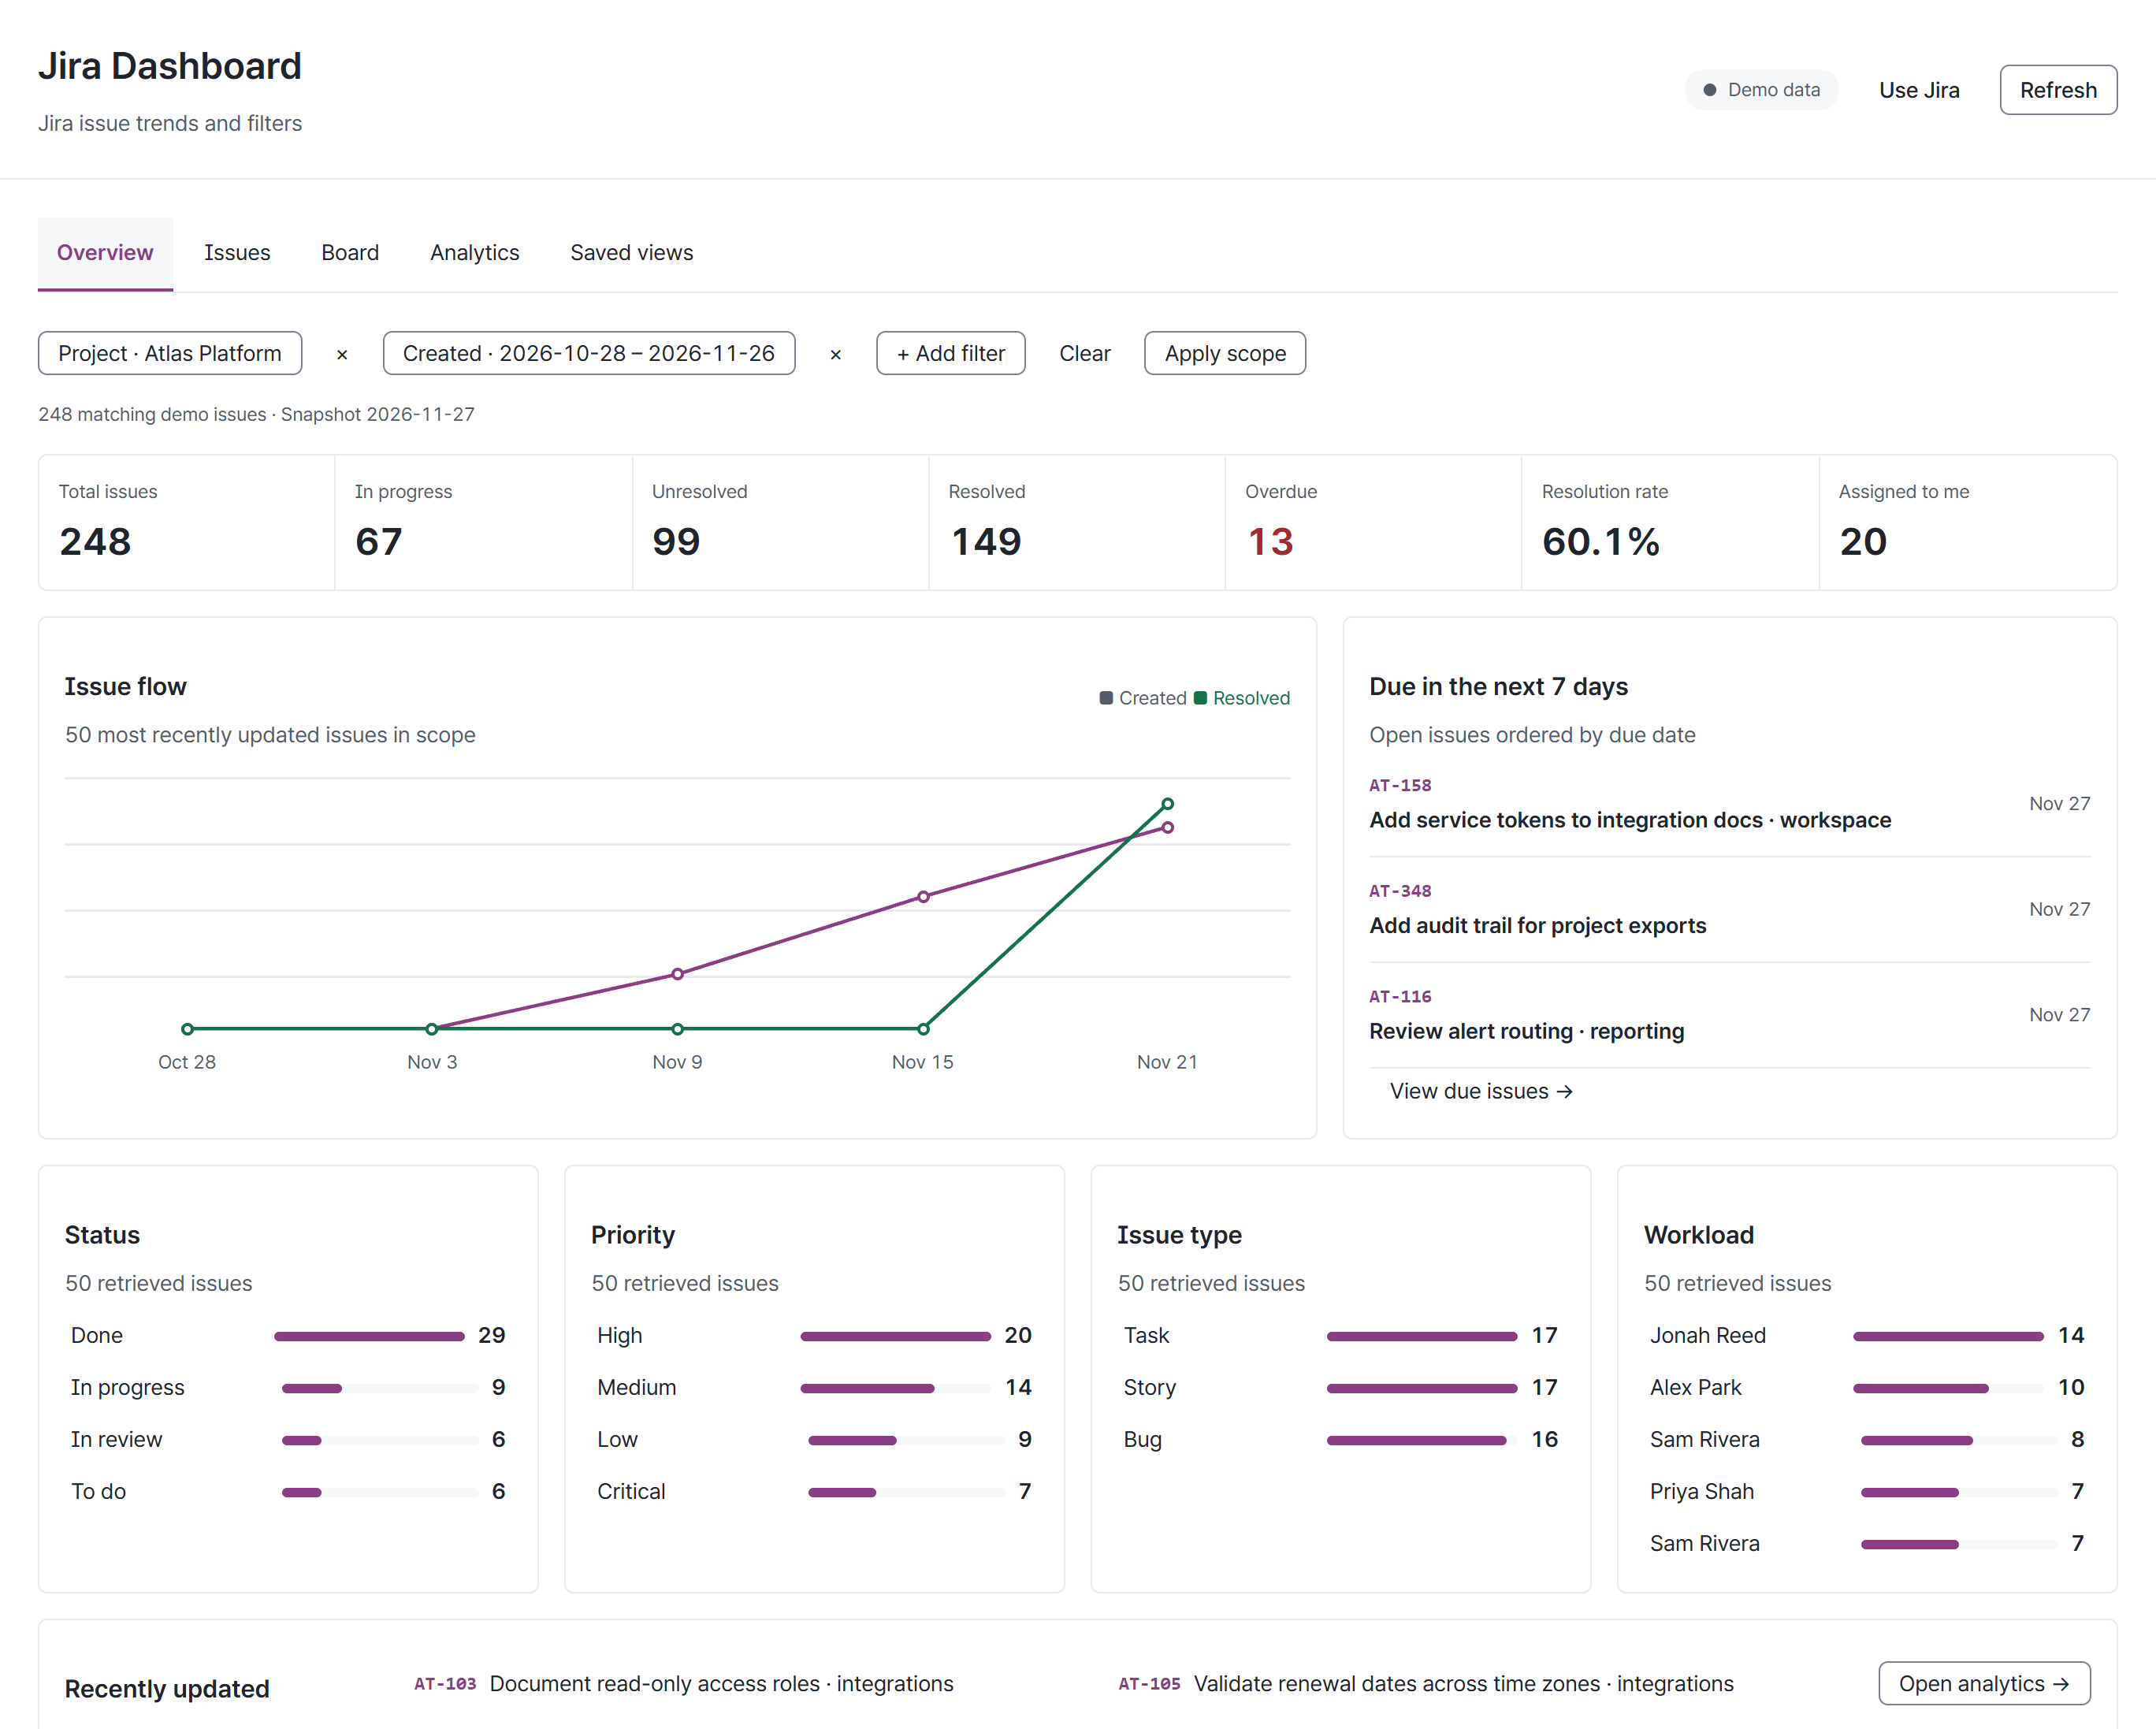 Jira Dashboard
Jira issue trends and filters
Demo data
Use Jira
Refresh
Overview
Issues
Board
Analytics
Saved views
Project · Atlas Platform
×
Created · 2026-10-28 – 2026-11-26
×
+ Add filter
Clear
Apply scope
248 matching demo issues · Snapshot 2026-11-27
Total issues
248
In progress
67
Unresolved
99
Resolved
149
Overdue
13
Resolution rate
60.1%
Assigned to me
20
Issue flow
50 most recently updated issues in scope
Created
Resolved
Oct 28
Nov 3
Nov 9
Nov 15
Nov 21
Due in the next 7 days
Open issues ordered by due date
AT-158
Add service tokens to integration docs · workspace
Nov 27
AT-348
Add audit trail for project exports
Nov 27
AT-116
Review alert routing · reporting
Nov 27
View due issues →
Status
50 retrieved issues
Done 29
In progress 9
In review 6
To do 6
Priority
50 retrieved issues
High 20
Medium 14
Low 9
Critical 7
Issue type
50 retrieved issues
Task 17
Story 17
Bug 16
Workload
50 retrieved issues
Jonah Reed 14
Alex Park 10
Sam Rivera 8
Priya Shah 7
Sam Rivera 7
Recently updated
AT-103 Document read-only access roles · integrations
AT-105 Validate renewal dates across time zones · integrations
Open analytics →